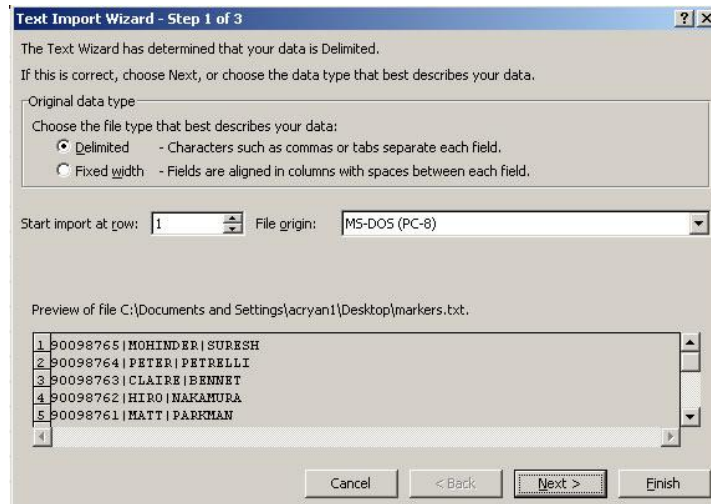 Text Import Wizard - Step 1 of 3
The Text Wizard has determined that your data is Delimited.
If this is correct, choose Next, or choose the data type that best describes your data.
Original data type
Choose the file type that best describes your data:
Delimited - Characters such as commas or tabs separate each field.
Fixed width - Fields are aligned in columns with spaces between each field.
Start import at row: 1 File origin: MS-DOS (PC-8)
Preview of file C:\Documents and Settings\acryan1\Desktop\markers.txt.
1 90098765|MOHINDER|SURESH
2 90098764|PETER|PETRELLI
3 90098763|CLAIRE|BENNET
4 90098762|HIRO|NAKAMURA
5 90098761|MATT|PARKMAN
Cancel < Back Next > Finish